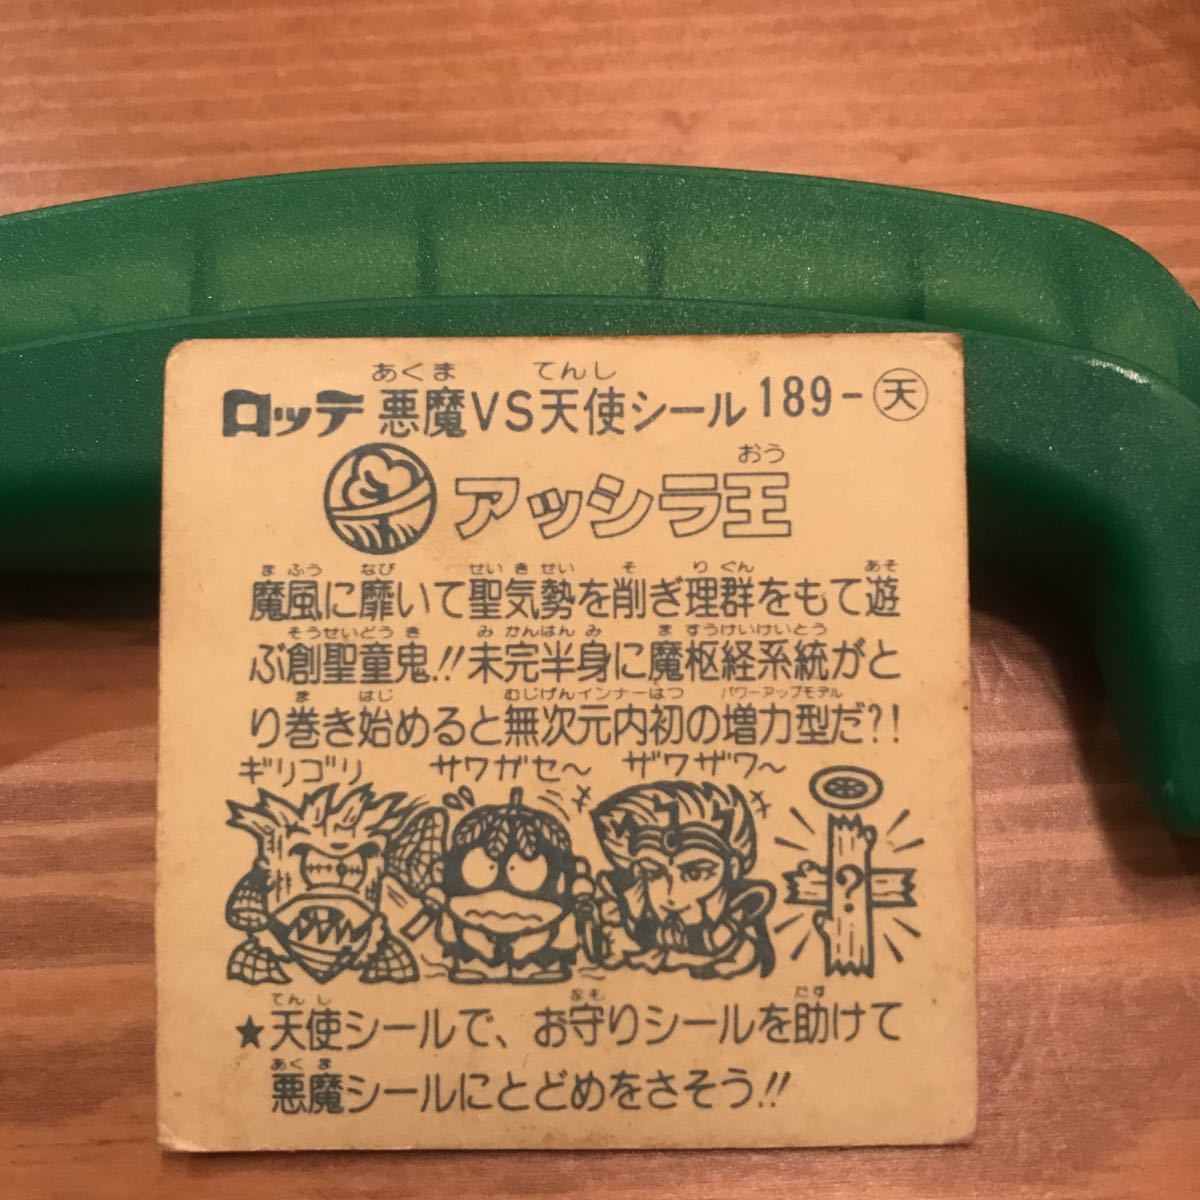 あくま てんし
ロッテ 悪魔VS天使シール 189-天
おう
アッシラ王
まふう なび せいきせい そ りぐん あそ
魔風に靡いて聖気勢を削ぎ理群をもて遊
そうせいどうき みかんはんみ ますうけいけいとう
ぶ創聖童鬼!!未完半身に魔枢経系統がと
ま はじ むじげんインナーはつ パワーアップモデル
り巻き始めると無次元内初の増力型だ?!
ギリゴリ サワガセ〜 ザワザワ〜
?
てんし まも たす
★天使シールで、お守りシールを助けて
あくま
悪魔シールにとどめをさそう!!